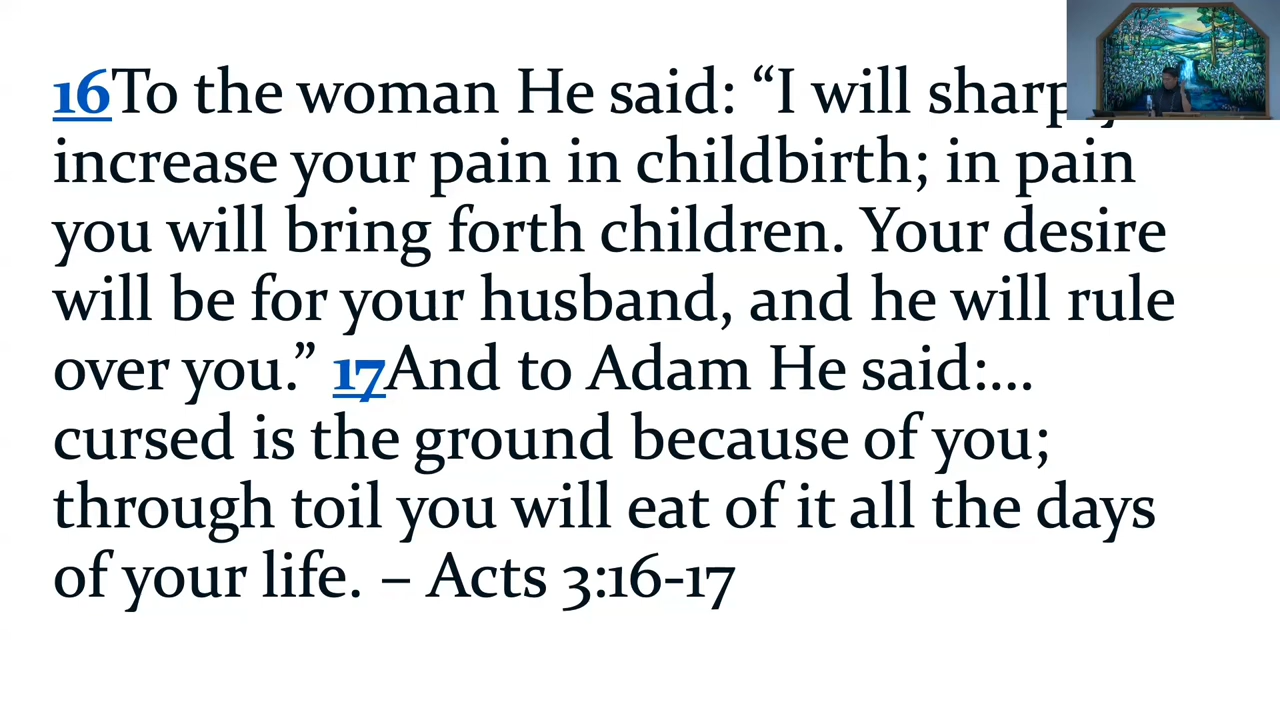 16To the woman He said: “I will
increase your pain in childbirth; in pain
you will bring forth children. Your desire
will be for your husband, and he will rule
over you.” 17And to Adam He said:...
cursed is the ground because of you;
through toil you will eat of it all the days
of your life. – Acts 3:16-17